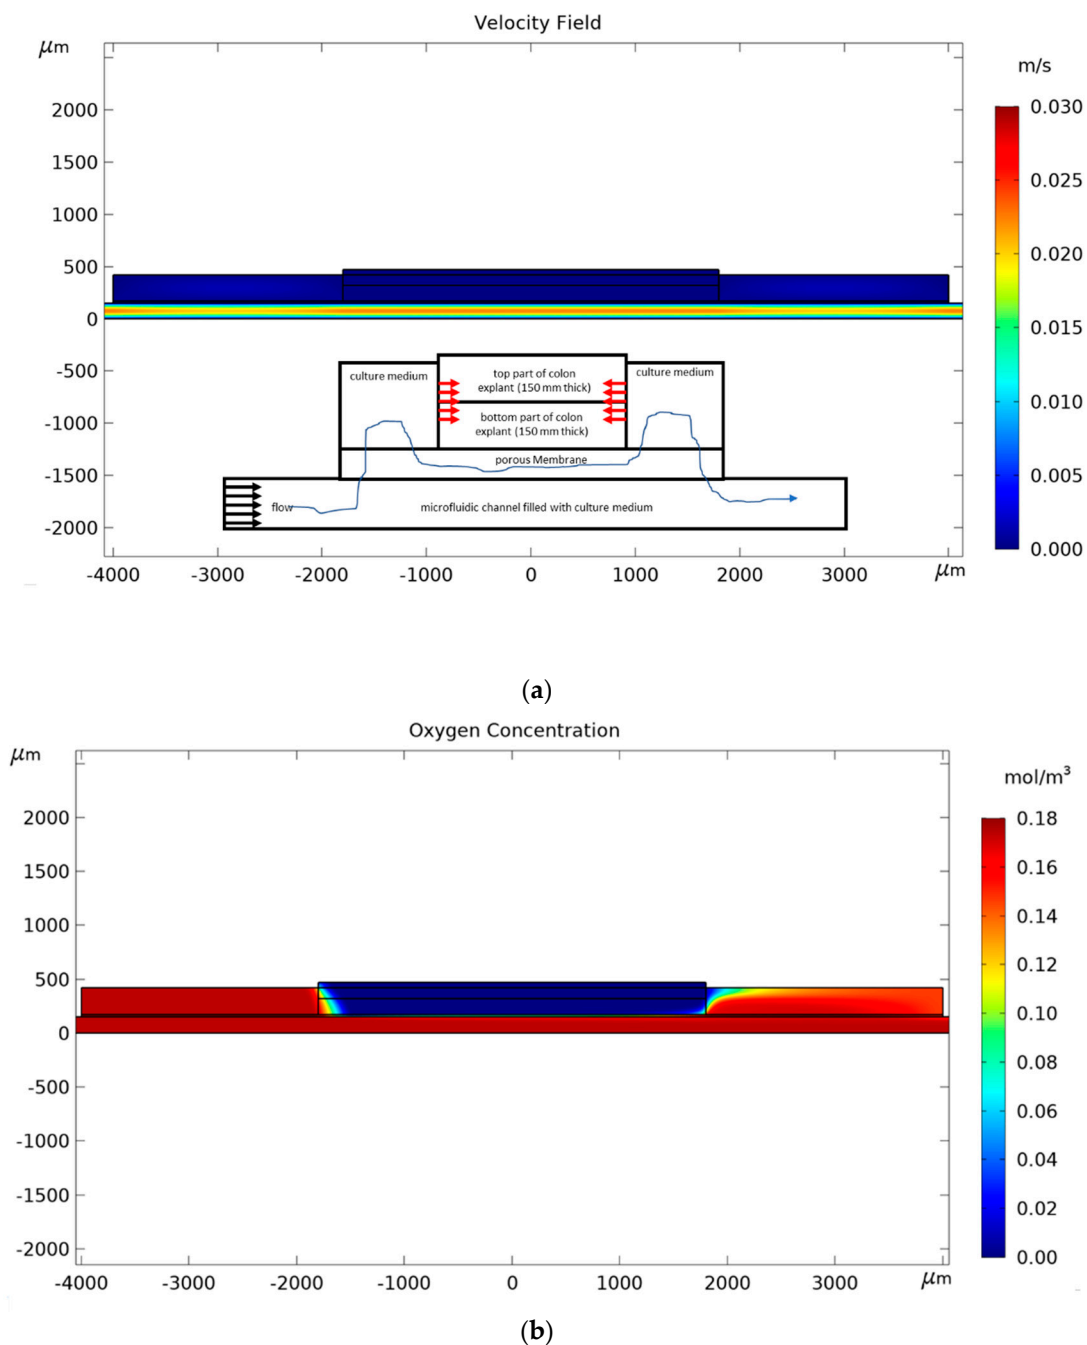 Velocity Field
μm
m/s
2000
1500
1000
500
0
-500
-1000
-1500
-2000
0.030
0.025
0.020
0.015
0.010
0.005
0.000
culture medium
top part of colon
explant (150 mm thick)
culture medium
bottom part of colon
explant (150 mm thick)
porous Membrane
flow
microfluidic channel filled with culture medium
-4000 -3000 -2000 -1000 0 1000 2000 3000 μm
(a)
Oxygen Concentration
μm
mol/m³
2000
1500
1000
500
0
-500
-1000
-1500
-2000
0.18
0.16
0.14
0.12
0.10
0.08
0.06
0.04
0.02
0.00
-4000 -3000 -2000 -1000 0 1000 2000 3000 μm
(b)